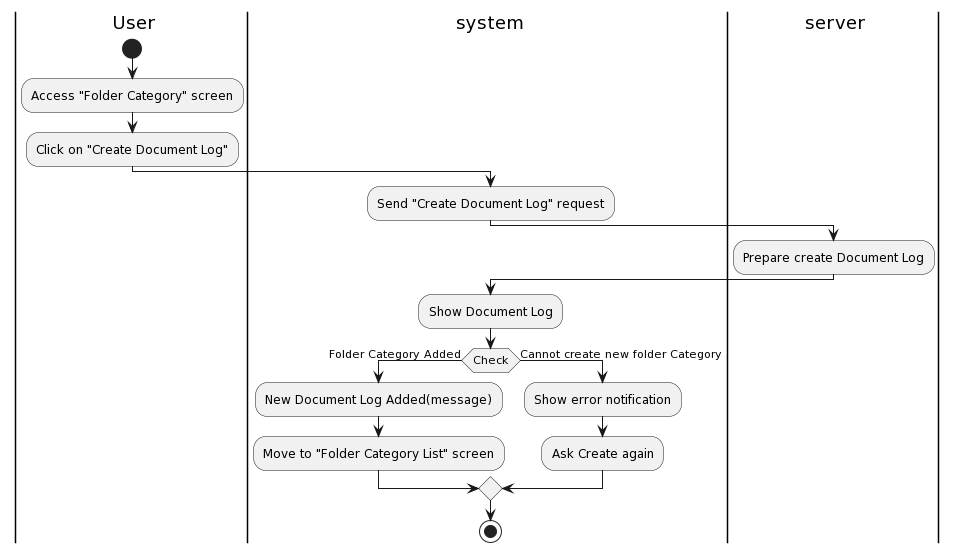 User
system
server
Access "Folder Category" screen
Click on "Create Document Log"
Send "Create Document Log" request
Prepare create Document Log
Show Document Log
Folder Category Added
Check
Cannot create new folder Category
New Document Log Added(message)
Show error notification
Move to "Folder Category List" screen
Ask Create again